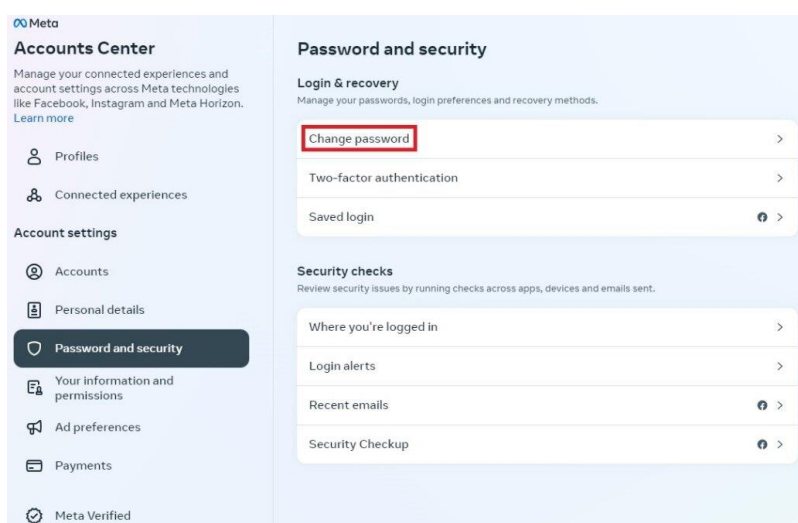 Meta
Accounts Center
Manage your connected experiences and
account settings across Meta technologies
like Facebook, Instagram and Meta Horizon.
Learn more
Profiles
Connected experiences
Account settings
Accounts
Personal details
Password and security
Your information and
permissions
Ad preferences
Payments
Meta Verified
Password and security
Login & recovery
Manage your passwords, login preferences and recovery methods.
Change password
Two-factor authentication
Saved login
Security checks
Review security issues by running checks across apps, devices and emails sent.
Where you're logged in
Login alerts
Recent emails
Security Checkup